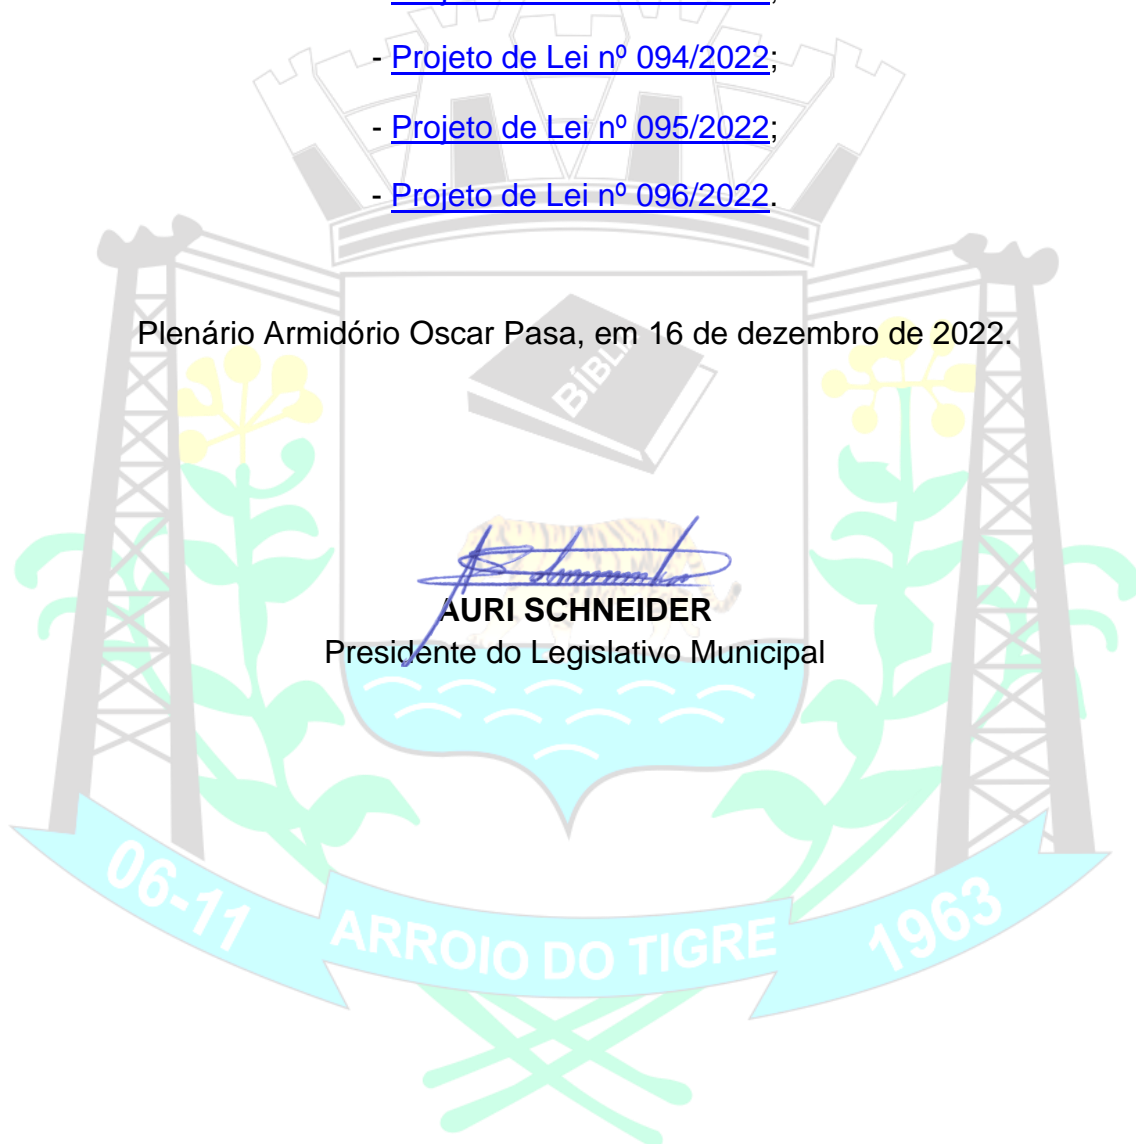 - Projeto de Lei nº 094/2022;
- Projeto de Lei nº 095/2022;
- Projeto de Lei nº 096/2022.
Plenário Armidório Oscar Pasa, em 16 de dezembro de 2022.
BÍBLIA
AURI SCHNEIDER
Presidente do Legislativo Municipal
06-11
ARROIO DO TIGRE
1963